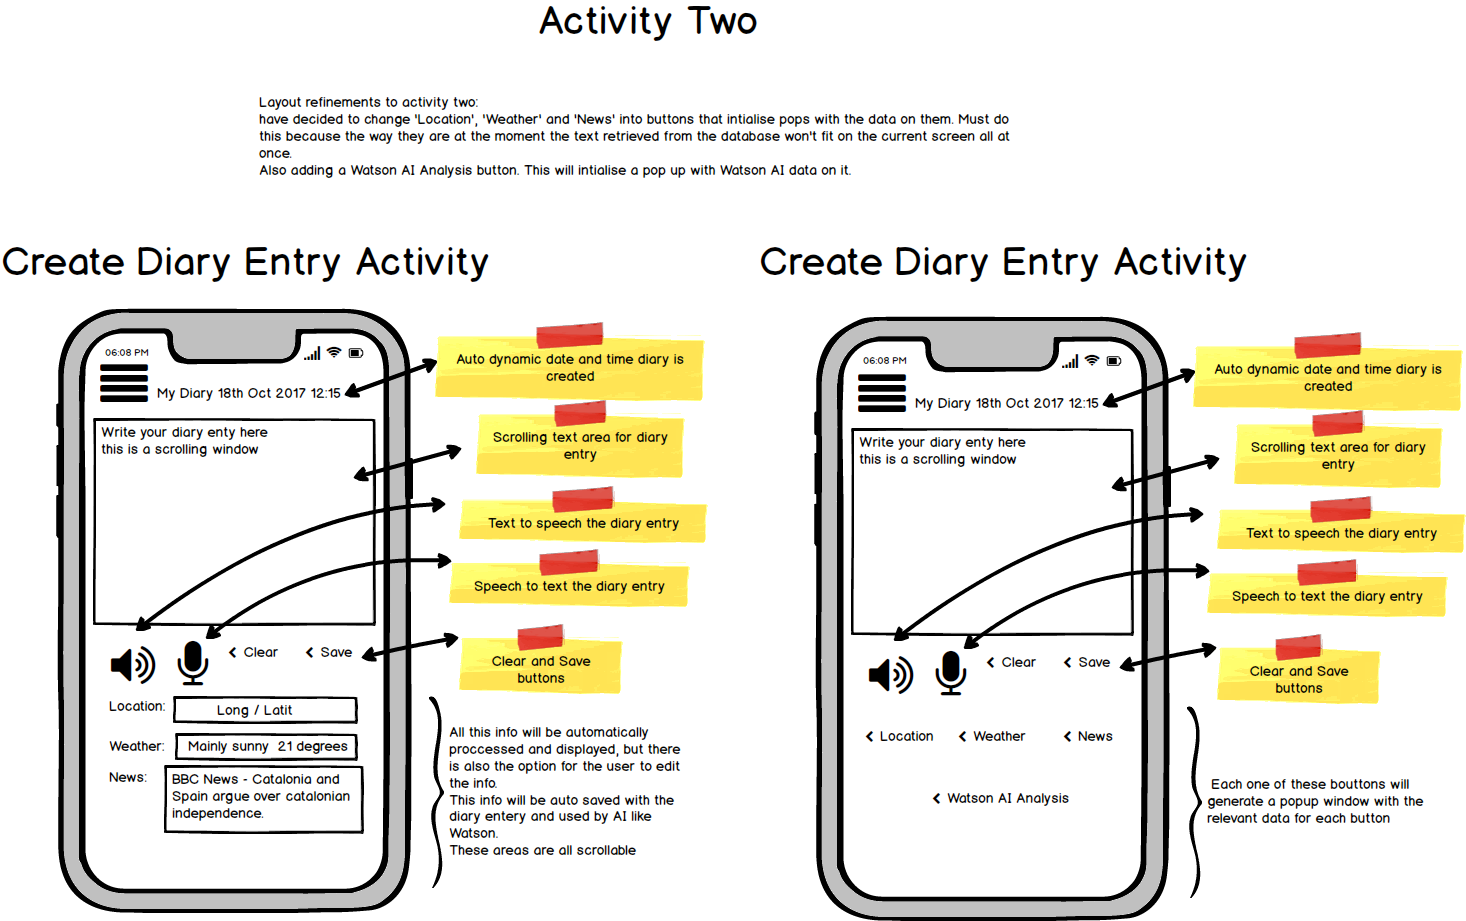 Activity Two
Layout refinements to activity two:
have decided to change 'Location', 'Weather' and 'News' into buttons that intialise pops with the data on them. Must do
this because the way they are at the moment the text retrieved from the database won't fit on the current screen all at
once.
Also adding a Watson AI Analysis button. This will intialise a pop up with Watson AI data on it.
Create Diary Entry Activity
06:08 PM
My Diary 18th Oct 2017 12:15
Write your diary enty here
this is a scrolling window
Clear
Save
Location:
Long / Latit
Weather:
Mainly sunny 21 degrees
News:
BBC News - Catalonia and
Spain argue over catalonian
independence.
Auto dynamic date and time diary is
created
Scrolling text area for diary
entry
Text to speech the diary entry
Speech to text the diary entry
Clear and Save
buttons
All this info will be automatically
proccessed and displayed, but there
is also the option for the user to edit
the info.
This info will be auto saved with the
diary entery and used by AI like
Watson.
These areas are all scrollable
Create Diary Entry Activity
06:08 PM
My Diary 18th Oct 2017 12:15
Write your diary enty here
this is a scrolling window
Clear
Save
Location
Weather
News
Watson AI Analysis
Auto dynamic date and time diary is
created
Scrolling text area for diary
entry
Text to speech the diary entry
Speech to text the diary entry
Clear and Save
buttons
Each one of these bouttons will
generate a popup window with the
relevant data for each button